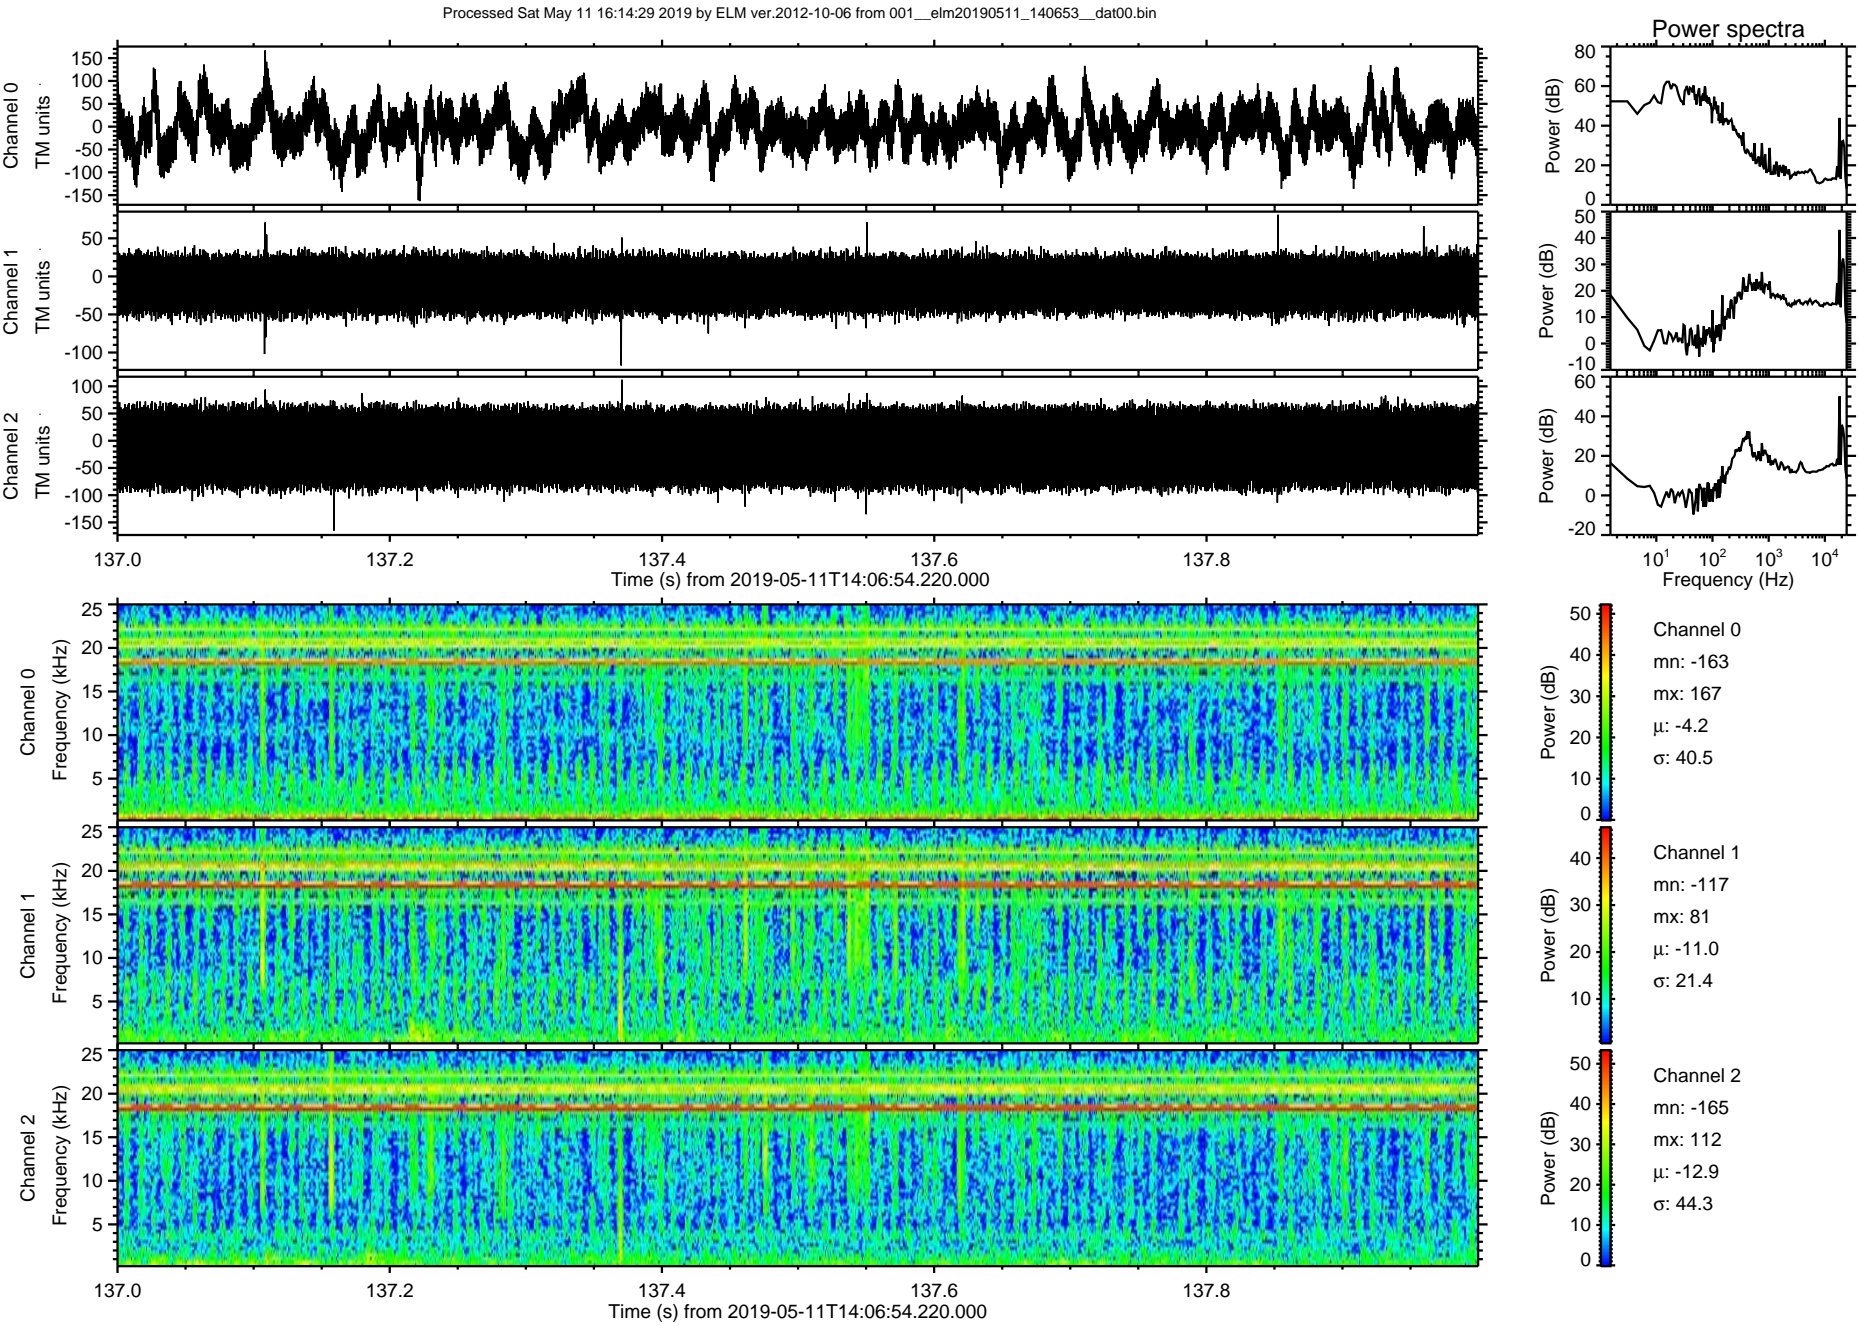 Processed Sat May 11 16:14:29 2019 by ELM ver.2012-10-06 from 001__elm20190511_140653__dat00.bin
Power spectra
Channel 0
TM units
150
100
50
0
-50
-100
-150
Power (dB)
80
60
40
20
0
Channel 1
TM units
50
0
-50
-100
Power (dB)
50
40
30
20
10
0
-10
Channel 2
TM units
100
50
0
-50
-100
-150
Power (dB)
60
40
20
0
-20
137.0 137.2 137.4 137.6 137.8
Time (s) from 2019-05-11T14:06:54.220.000
10¹ 10² 10³ 10⁴
Frequency (Hz)
Channel 0
Frequency (kHz)
25
20
15
10
5
Power (dB)
50
40
30
20
10
0
Channel 0
mn: -163
mx: 167
μ: -4.2
σ: 40.5
Channel 1
Frequency (kHz)
25
20
15
10
5
Power (dB)
40
30
20
10
Channel 1
mn: -117
mx: 81
μ: -11.0
σ: 21.4
Channel 2
Frequency (kHz)
25
20
15
10
5
Power (dB)
50
40
30
20
10
0
Channel 2
mn: -165
mx: 112
μ: -12.9
σ: 44.3
137.0 137.2 137.4 137.6 137.8
Time (s) from 2019-05-11T14:06:54.220.000